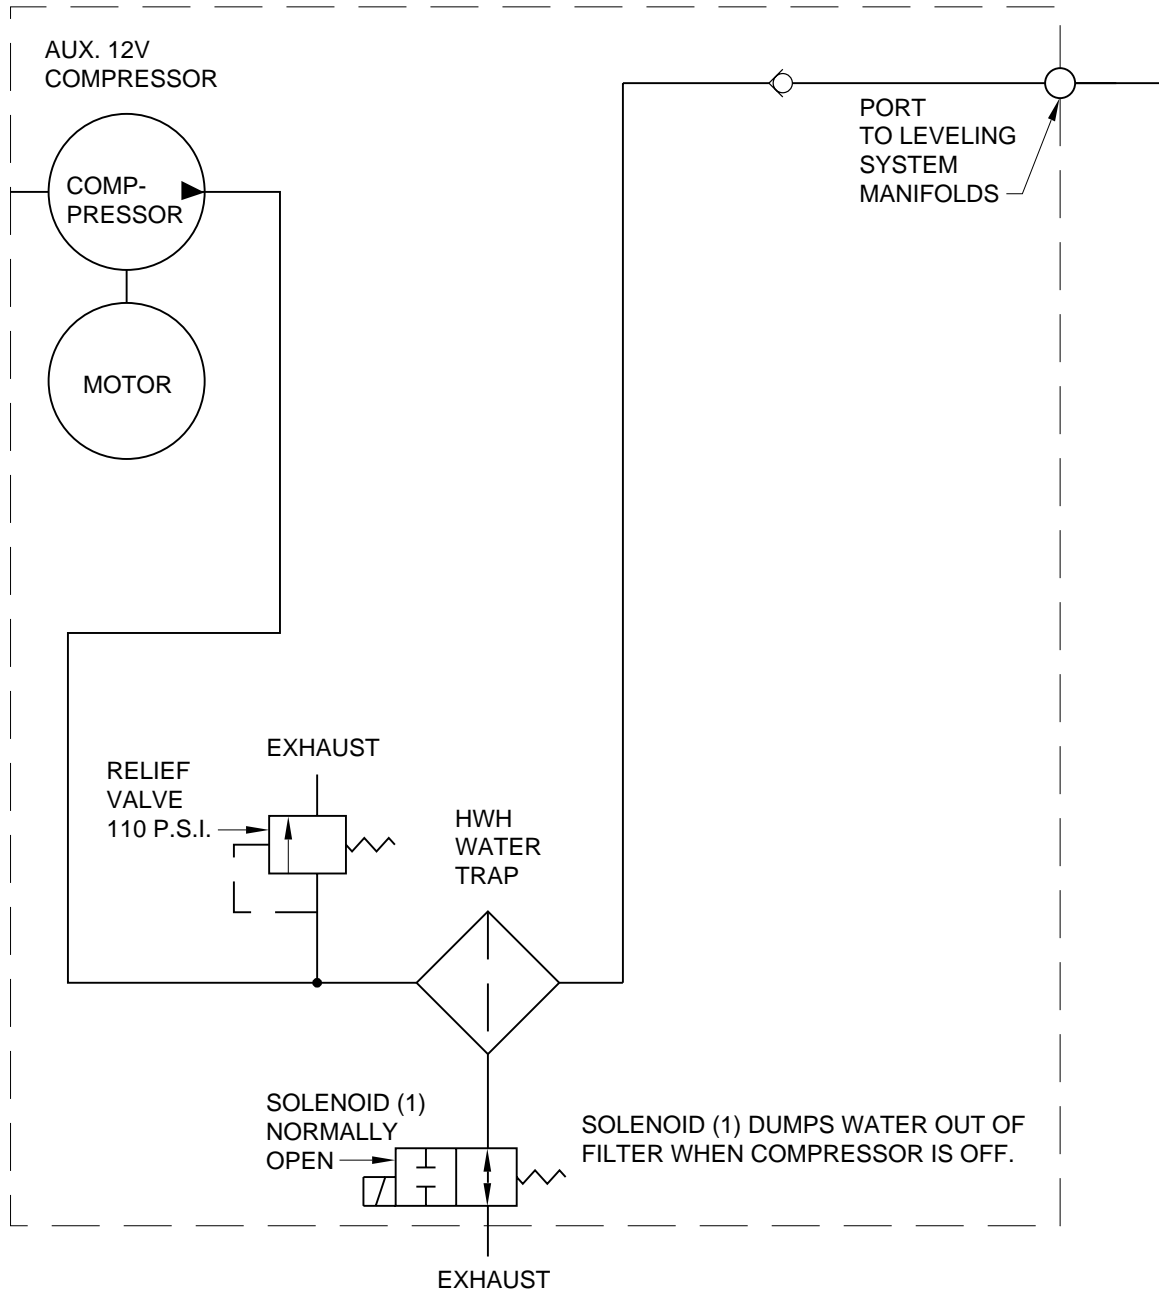 AUX. 12V
COMPRESSOR
COMP-
PRESSOR
MOTOR
PORT
TO LEVELING
SYSTEM
MANIFOLDS
EXHAUST
RELIEF
VALVE
110 P.S.I.
HWH
WATER
TRAP
SOLENOID (1)
NORMALLY
OPEN
SOLENOID (1) DUMPS WATER OUT OF
FILTER WHEN COMPRESSOR IS OFF.
EXHAUST